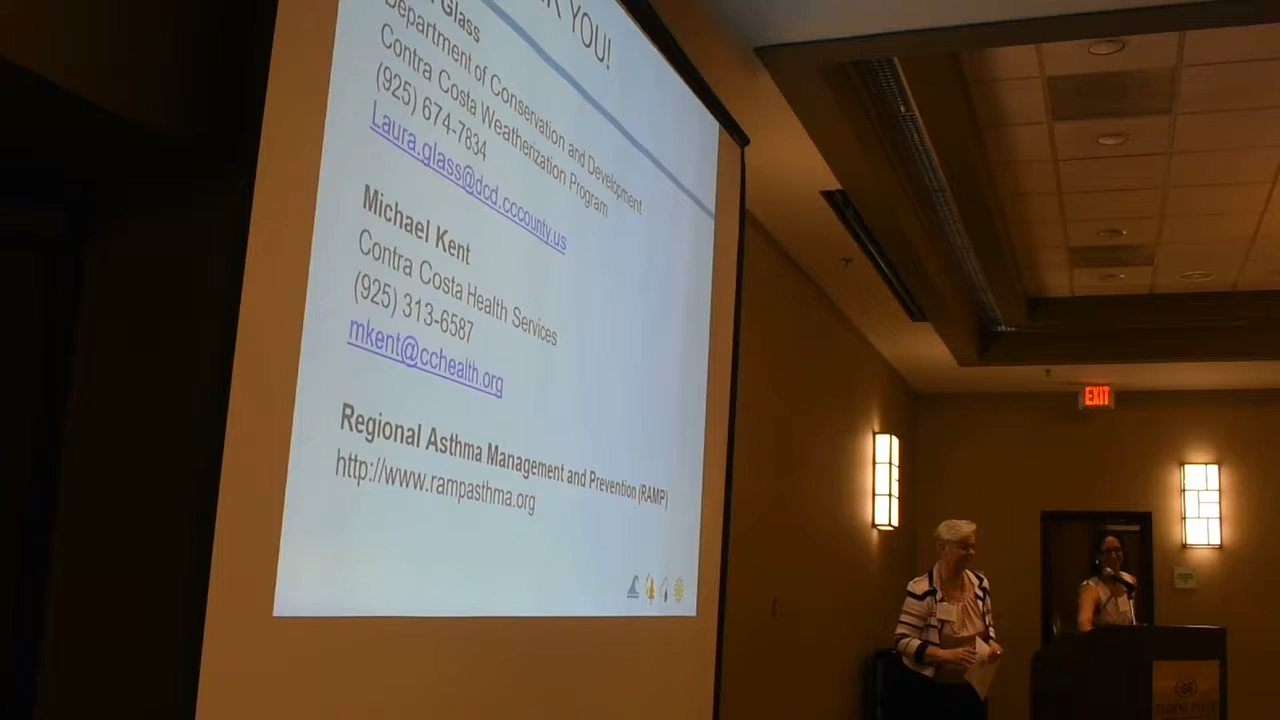 YOU!
Glass
Department of Conservation and Development
Contra Costa Weatherization Program
(925) 674-7834
Laura.glass@dcd.cccounty.us
Michael Kent
Contra Costa Health Services
(925) 313-6587
mkent@cchealth.org
Regional Asthma Management and Prevention (RAMP)
http://www.rampasthma.org
EXIT